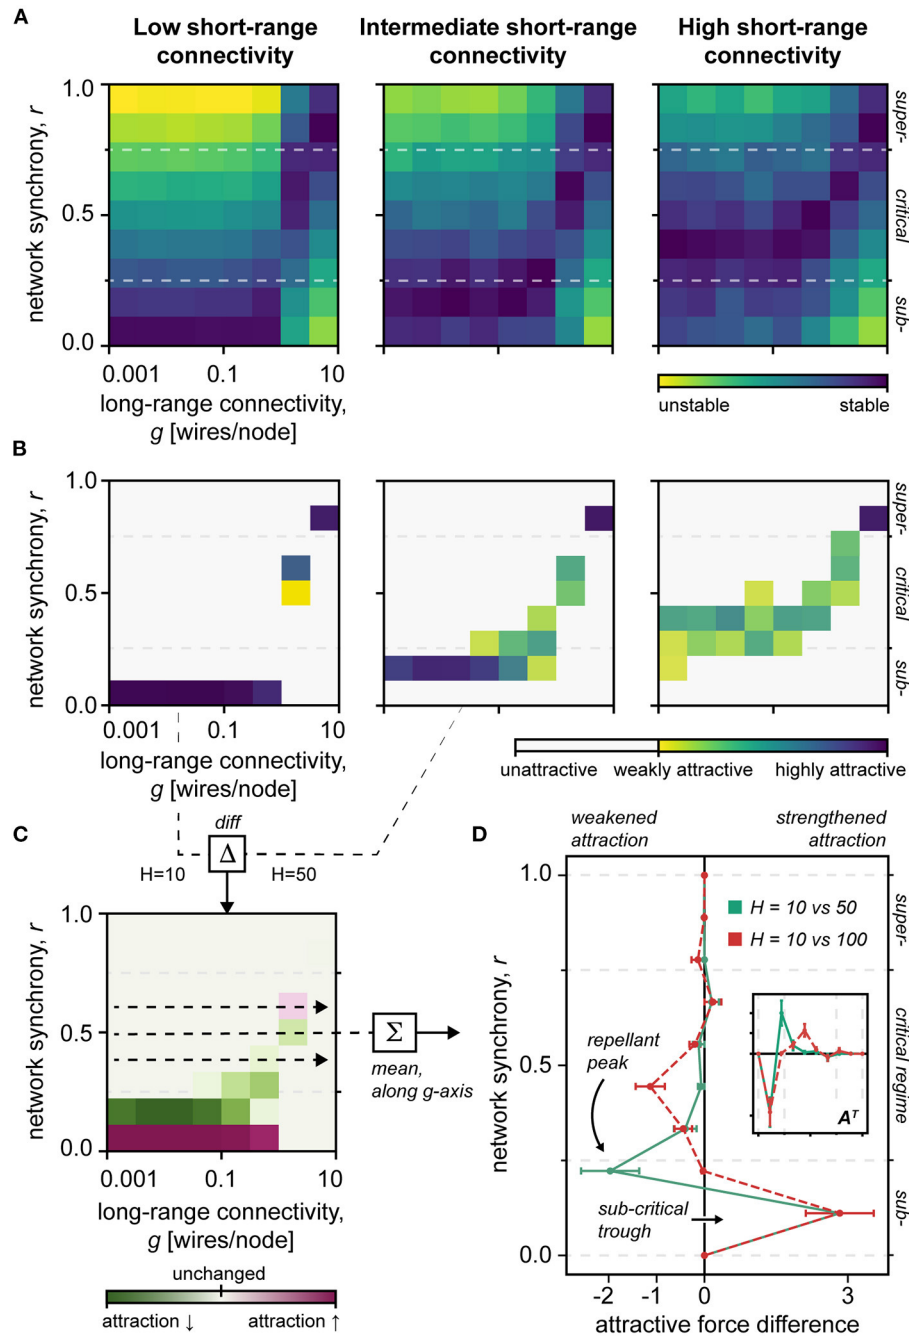 A
Low short-range
connectivity
Intermediate short-range
connectivity
High short-range
connectivity
network synchrony, r
1.0
0.5
0.0
super-
critical
sub-
0.001
0.1
10
long-range connectivity,
g [wires/node]
unstable
stable
B
network synchrony, r
1.0
0.5
0.0
super-
critical
sub-
0.001
0.1
10
long-range connectivity,
g [wires/node]
unattractive
weakly attractive
highly attractive
C
diff
Δ
H=10
H=50
network synchrony, r
1.0
0.5
0.0
Σ
mean,
along g-axis
0.001
0.1
10
long-range connectivity,
g [wires/node]
unchanged
attraction ↓
attraction ↑
D
weakened
attraction
strengthened
attraction
network synchrony, r
1.0
0.5
0.0
H = 10 vs 50
H = 10 vs 100
repellant
peak
sub-critical
trough
Aᵀ
super-
critical regime
sub-
-2
-1
0
3
attractive force difference